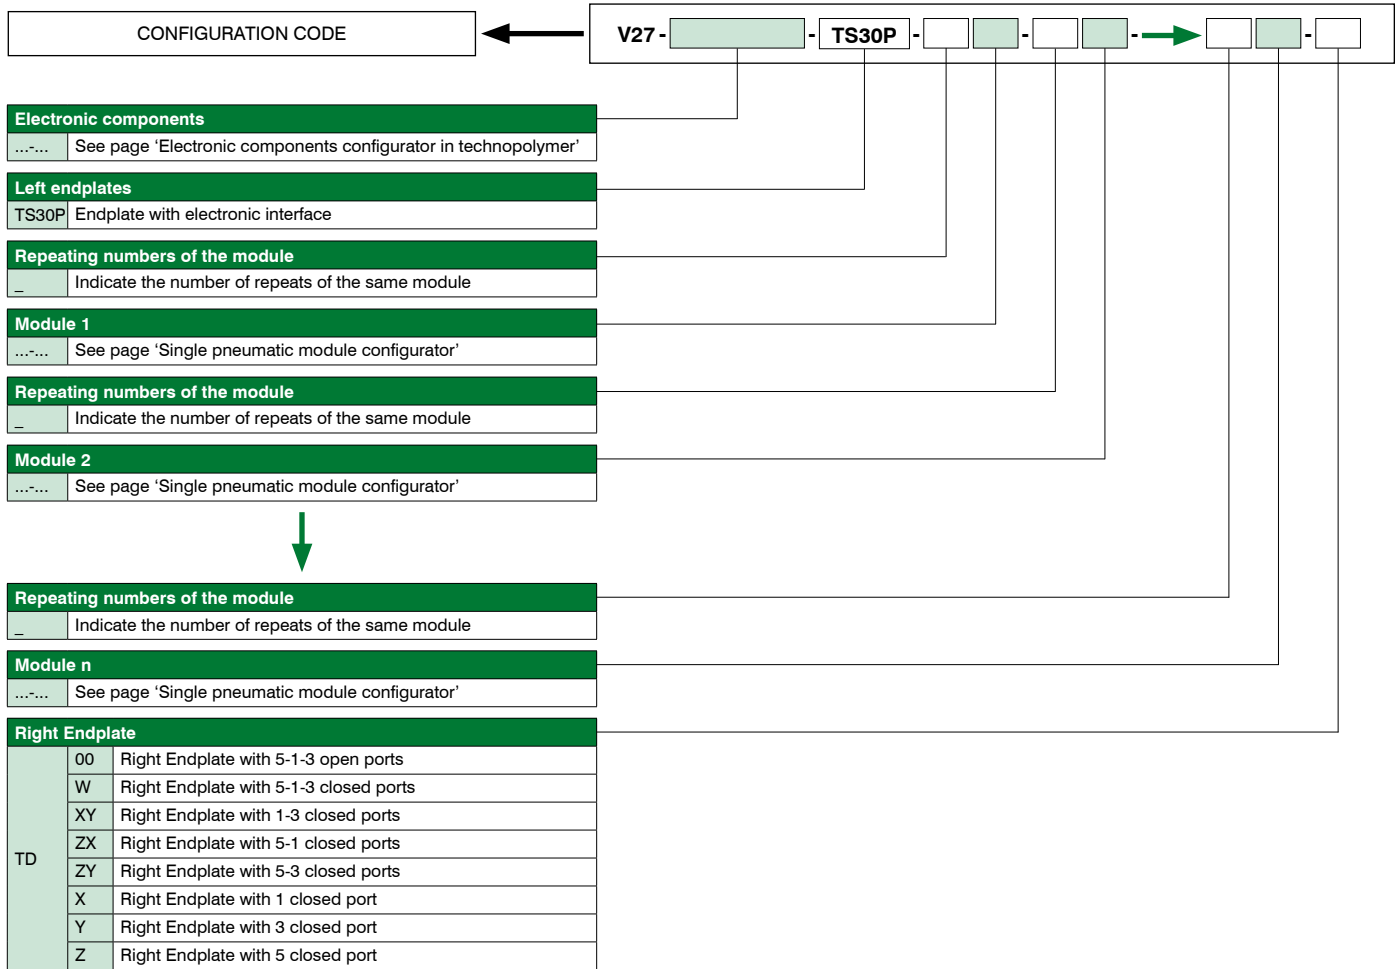 CONFIGURATION CODE
V27 - - TS30P - - - - 
Electronic components
...-... See page ‘Electronic components configurator in technopolymer’
Left endplates
TS30P Endplate with electronic interface
Repeating numbers of the module
_ Indicate the number of repeats of the same module
Module 1
...-... See page ‘Single pneumatic module configurator’
Repeating numbers of the module
_ Indicate the number of repeats of the same module
Module 2
...-... See page ‘Single pneumatic module configurator’
Repeating numbers of the module
_ Indicate the number of repeats of the same module
Module n
...-... See page ‘Single pneumatic module configurator’
Right Endplate
TD
00 Right Endplate with 5-1-3 open ports
W Right Endplate with 5-1-3 closed ports
XY Right Endplate with 1-3 closed ports
ZX Right Endplate with 5-1 closed ports
ZY Right Endplate with 5-3 closed ports
X Right Endplate with 1 closed port
Y Right Endplate with 3 closed port
Z Right Endplate with 5 closed port